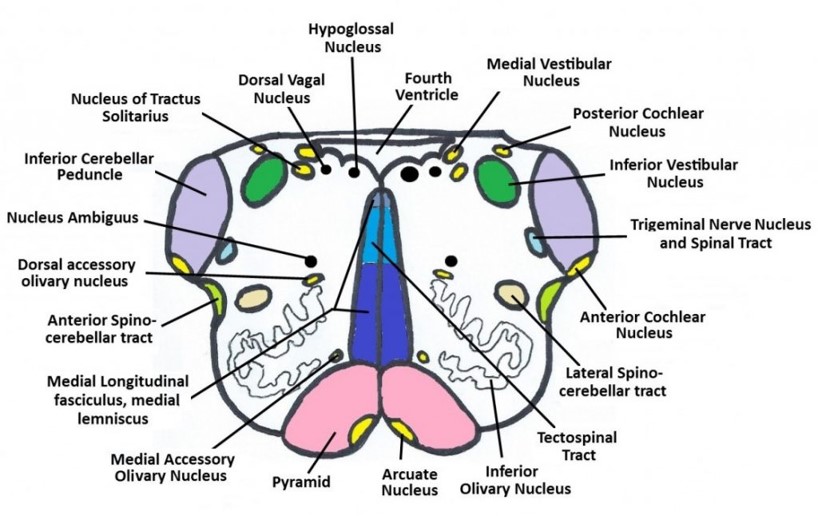 Hypoglossal
Nucleus
Dorsal Vagal
Nucleus
Fourth
Ventricle
Medial Vestibular
Nucleus
Nucleus of Tractus
Solitarius
Posterior Cochlear
Nucleus
Inferior Cerebellar
Peduncle
Inferior Vestibular
Nucleus
Nucleus Ambiguus
Trigeminal Nerve Nucleus
and Spinal Tract
Dorsal accessory
olivary nucleus
Anterior Spino-
cerebellar tract
Anterior Cochlear
Nucleus
Medial Longitudinal
fasciculus, medial
lemniscus
Lateral Spino-
cerebellar tract
Medial Accessory
Olivary Nucleus
Pyramid
Arcuate
Nucleus
Inferior
Olivary Nucleus
Tectospinal
Tract